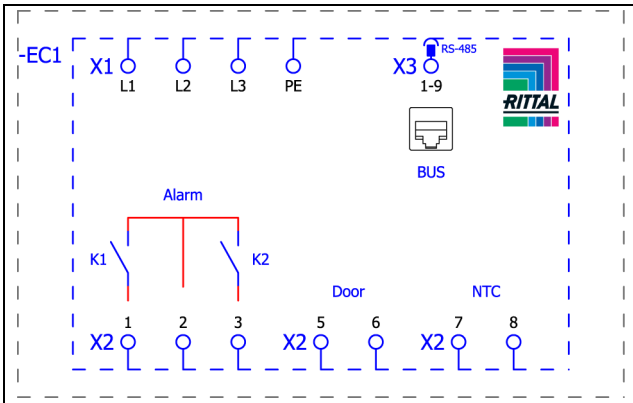 -EC1
X1
L1
L2
L3
PE
X3
RS-485
1-9
RITTAL
BUS
Alarm
K1
K2
Door
NTC
X2
1
2
3
X2
5
6
X2
7
8